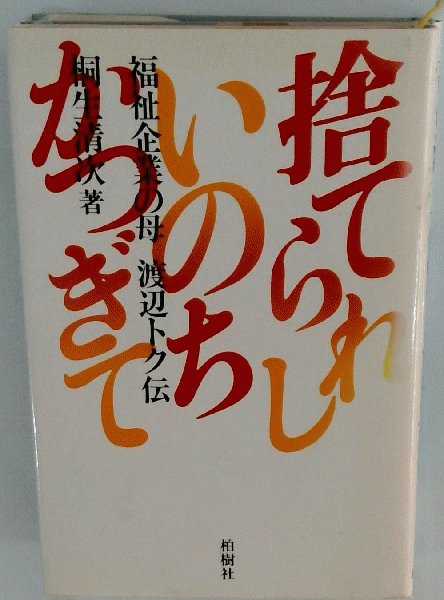 捨てられし
いのち
かつぎて
福祉企業の母 渡辺トク伝
桐生清次著
柏樹社